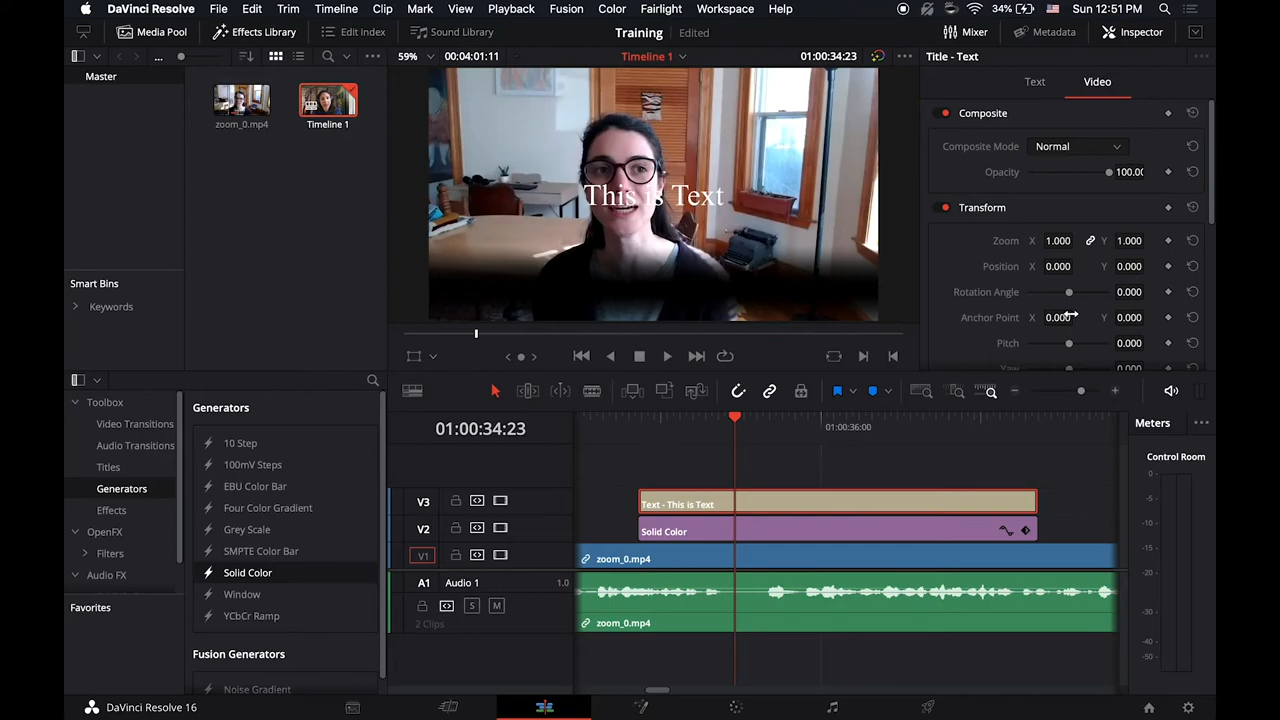 DaVinci Resolve File Edit Trim Timeline Clip Mark View Playback Fusion Color Fairlight Workspace Help 34% Sun 12:51 PM
Media Pool Effects Library Edit Index Sound Library Training Edited Mixer Metadata Inspector
59% 00:04:01:11 Timeline 1 01:00:34:23 Title - Text
Master
zoom_0.mp4 Timeline 1
Text Video
Composite
Composite Mode Normal
Opacity 100.00
Transform
This is Text
Zoom X 1.000 Y 1.000
Position X 0.000 Y 0.000
Rotation Angle 0.000
Anchor Point X 0.000 Y 0.000
Pitch 0.000
Yaw 0.000
Smart Bins
Keywords
Toolbox
Video Transitions
Audio Transitions
Titles
Generators
Effects
OpenFX
Filters
Audio FX
Favorites
Generators
10 Step
100mV Steps
EBU Color Bar
Four Color Gradient
Grey Scale
SMPTE Color Bar
Solid Color
Window
YCbCr Ramp
Fusion Generators
Noise Gradient
01:00:34:23
01:00:36:00
V3 Text - This is Text
V2 Solid Color
V1 zoom_0.mp4
A1 Audio 1 1.0
S M
2 Clips zoom_0.mp4
Meters
Control Room
0
-5
-10
-15
-20
-30
-40
-50
DaVinci Resolve 16